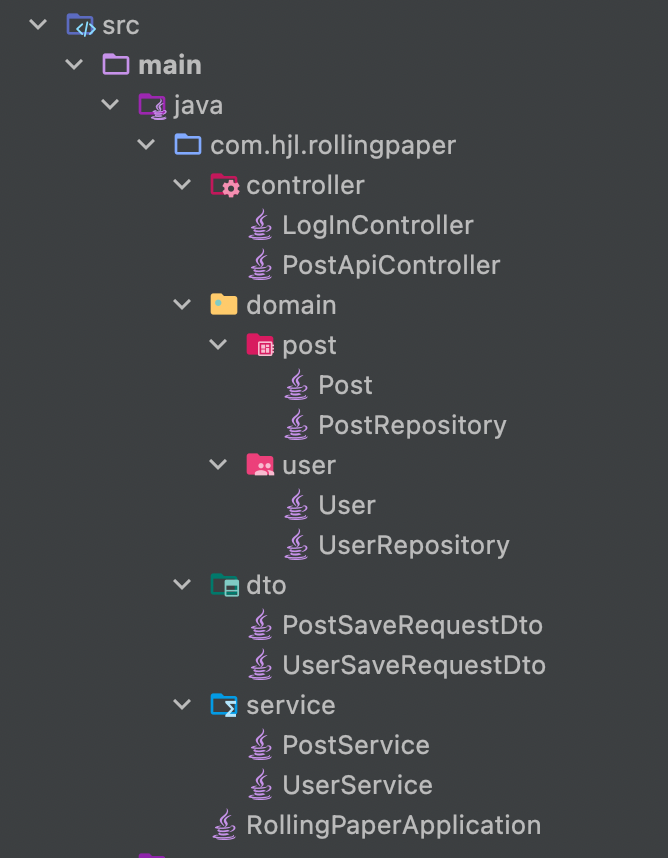 src
main
java
com.hjl.rollingpaper
controller
LogInController
PostApiController
domain
post
Post
PostRepository
user
User
UserRepository
dto
PostSaveRequestDto
UserSaveRequestDto
service
PostService
UserService
RollingPaperApplication